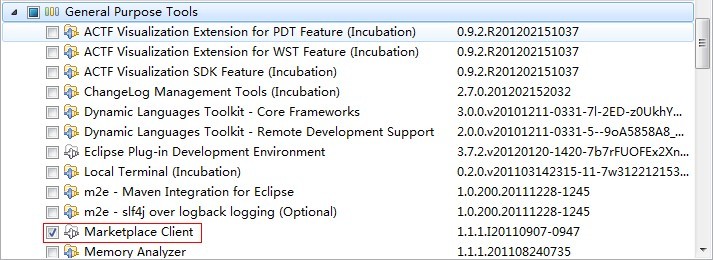 General Purpose Tools
ACTF Visualization Extension for PDT Feature (Incubation) 0.9.2.R201202151037
ACTF Visualization Extension for WST Feature (Incubation) 0.9.2.R201202151037
ACTF Visualization SDK Feature (Incubation) 0.9.2.R201202151037
ChangeLog Management Tools (Incubation) 2.7.0.201202152032
Dynamic Languages Toolkit - Core Frameworks 3.0.0.v20101211-0331-7l-2ED-z0UkhY...
Dynamic Languages Toolkit - Remote Development Support 2.0.0.v20101211-0331-5--9oA5858A8_...
Eclipse Plug-in Development Environment 3.7.2.v20120120-1420-7b7rFUOFEx2Xn...
Local Terminal (Incubation) 0.2.0.v201103142315-11-7w312212153...
m2e - Maven Integration for Eclipse 1.0.200.20111228-1245
m2e - slf4j over logback logging (Optional) 1.0.200.20111228-1245
Marketplace Client 1.1.1.I20110907-0947
Memory Analyzer 1.1.1.201108240735